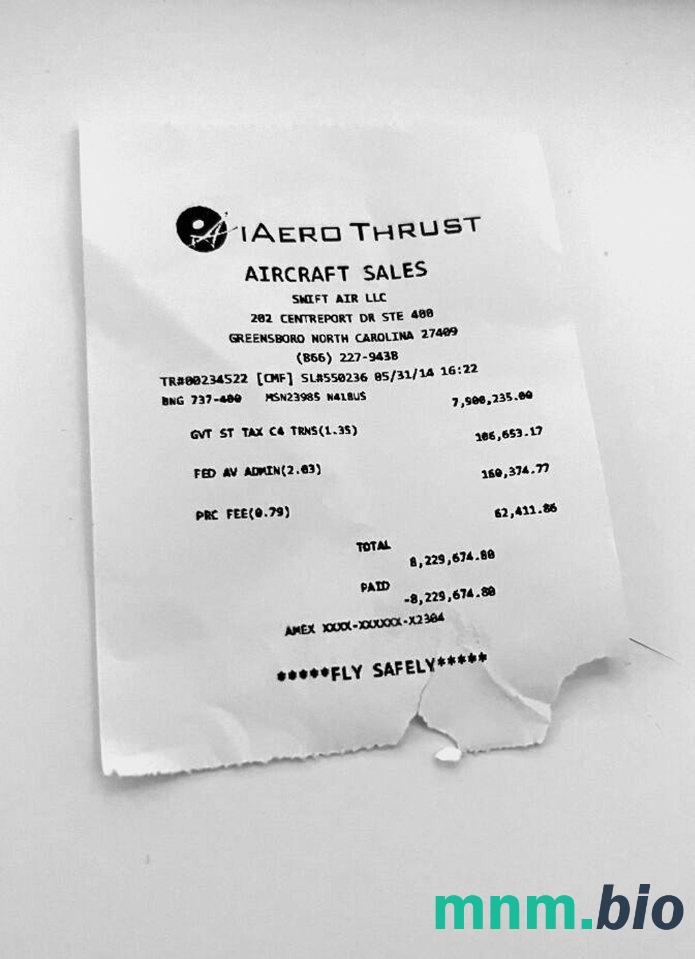 IAERO THRUST
AIRCRAFT SALES
SWIFT AIR LLC
202 CENTREPORT DR STE 400
GREENSBORO NORTH CAROLINA 27409
(866) 227-9438
TR#00234522 [CMF] SL#550236 05/31/14 16:22
BNG 737-400 MSN23985 N418US 7,900,235.00
GVT ST TAX C4 TRNS(1.35) 106,653.17
FED AV ADMIN(2.03) 160,374.77
PRC FEE(0.79) 62,411.86
TOTAL
8,229,674.80
PAID
-8,229,674.80
AMEX XXXX-XXXXXX-X2304
*****FLY SAFELY*****
mnm.bio